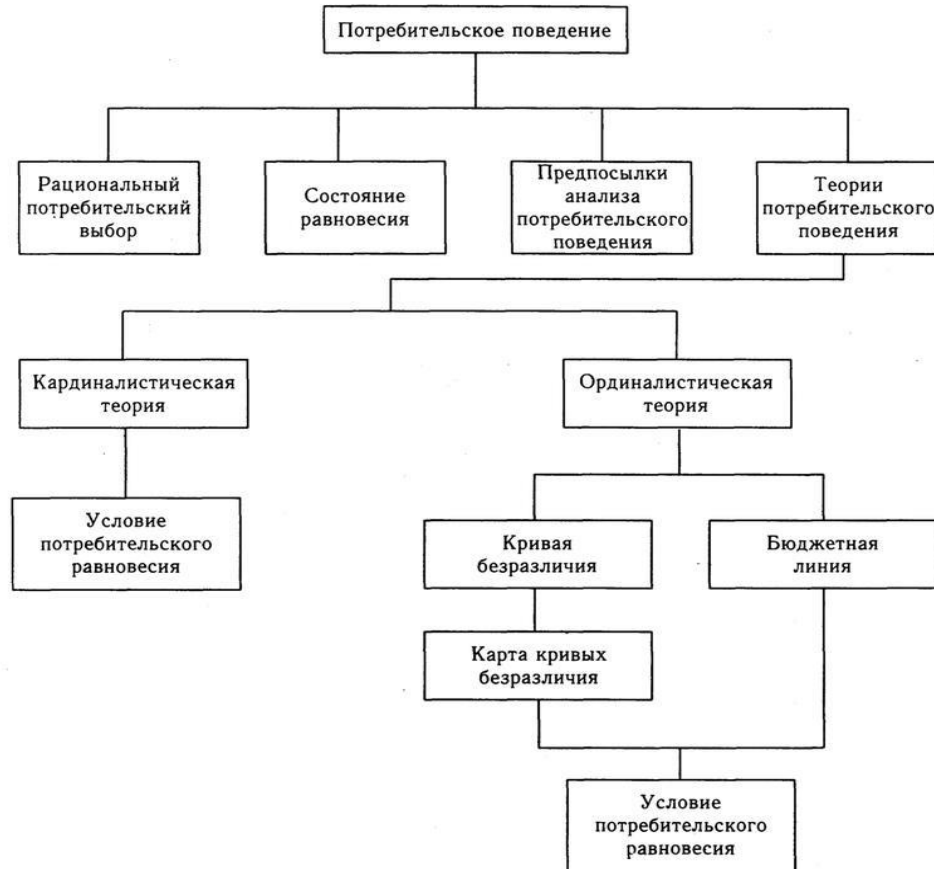 Потребительское поведение
Рациональный
потребительский
выбор
Состояние
равновесия
Предпосылки
анализа
потребительского
поведения
Теории
потребительского
поведения
Кардиналистическая
теория
Ординалистическая
теория
Условие
потребительского
равновесия
Кривая
безразличия
Бюджетная
линия
Карта кривых
безразличия
Условие
потребительского
равновесия